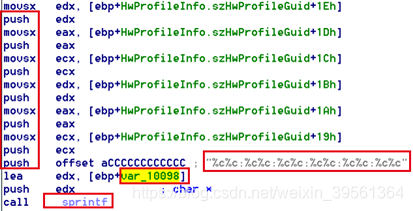 movsx edx, [ebp+HwProfileInfo.szHwProfileGuid+1Eh]
push edx
movsx eax, [ebp+HwProfileInfo.szHwProfileGuid+1Dh]
push eax
movsx ecx, [ebp+HwProfileInfo.szHwProfileGuid+1Ch]
push ecx
movsx edx, [ebp+HwProfileInfo.szHwProfileGuid+1Bh]
push edx
movsx eax, [ebp+HwProfileInfo.szHwProfileGuid+1Ah]
push eax
movsx ecx, [ebp+HwProfileInfo.szHwProfileGuid+19h]
push ecx
push offset aCCCCCCCCCCCC ; "%c%c:%c%c:%c%c:%c%c:%c%c:%c%c"
lea edx, [ebp+var_10098]
push edx ; char *
call _sprintf
https://blog.csdn.net/weixin_39561364